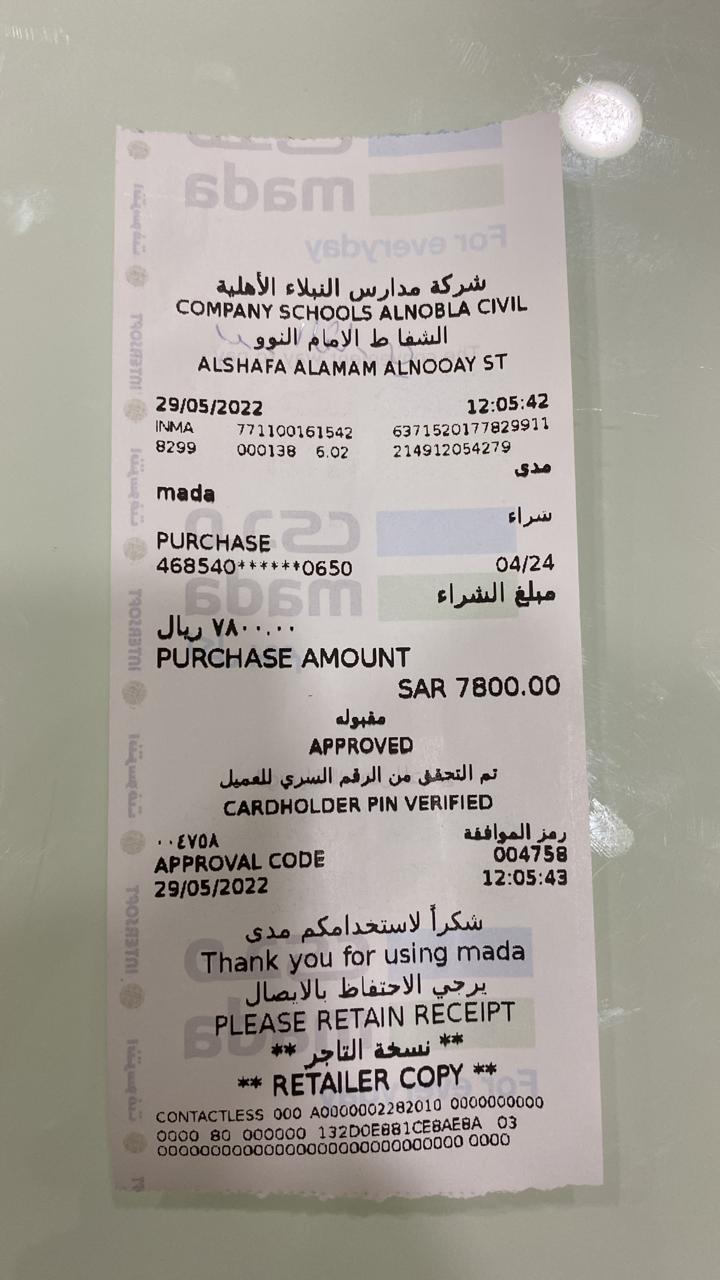 mada
For everyday
شركة مدارس النبلاء الأهلية
COMPANY SCHOOLS ALNOBLA CIVIL
الشفا ط الامام النوو
ALSHAFA ALAMAM ALNOOAY ST
29/05/2022 12:05:42
INMA 771100161542 6371520177829911
8299 000138 6.02 214912054279
مدى
mada
شراء
PURCHASE
468540******0650 04/24
مبلغ الشراء
٧٨٠٠.٠٠ ريال
PURCHASE AMOUNT
SAR 7800.00
مقبوله
APPROVED
تم التحقق من الرقم السري للعميل
CARDHOLDER PIN VERIFIED
رمز الموافقة ٠٠٤٧٥٨
APPROVAL CODE 004758
29/05/2022 12:05:43
شكراً لاستخدامكم مدى
Thank you for using mada
يرجي الاحتفاظ بالايصال
PLEASE RETAIN RECEIPT
** نسخة التاجر **
** RETAILER COPY **
CONTACTLESS 000 A0000002282010 0000000000
0000 80 000000 132D0E881CE8AE8A 03
00000000000000000000000000000 0000